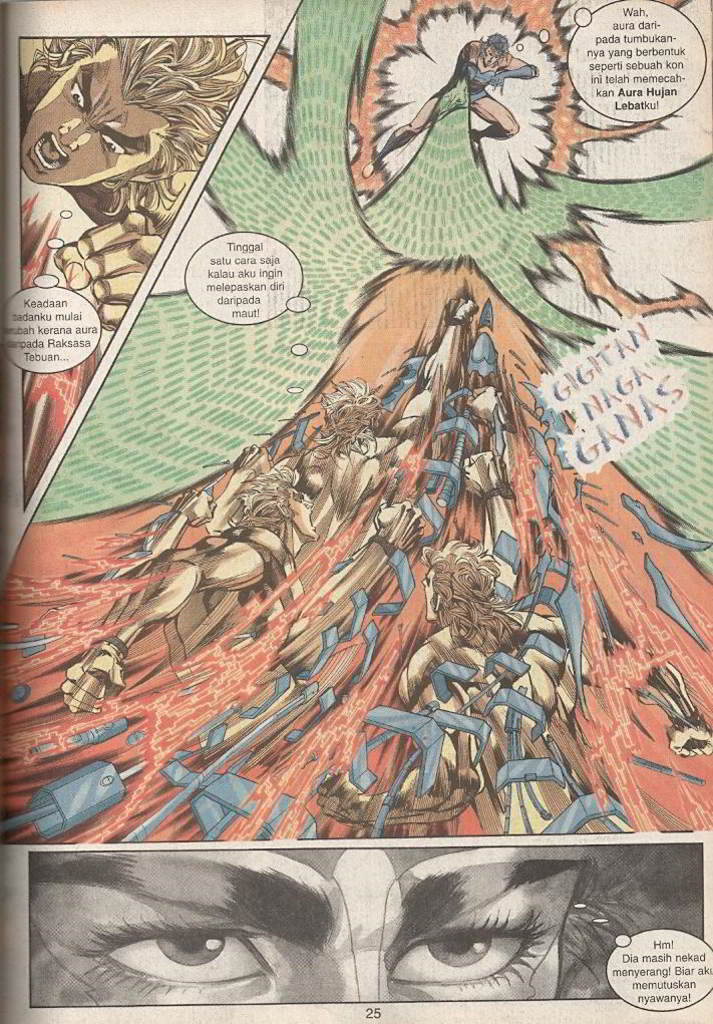 Keadaan
badanku mulai
berubah kerana aura
daripada Raksasa
Tebuan...
Wah,
aura dari-
pada tumbukan-
nya yang berbentuk
seperti sebuah kon
ini telah memecah-
kan Aura Hujan
Lebatku!
Tinggal
satu cara saja
kalau aku ingin
melepaskan diri
daripada
maut!
GIGITAN
NAGA
GANAS
Hm!
Dia masih nekad
menyerang! Biar aku
memutuskan
nyawanya!
25